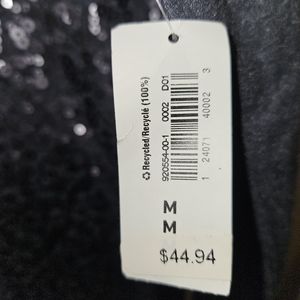 ♻ Recycled/Recyclé (100%)
920554-00-1 0002 D01
1 24071 40002 3
M
M
$44.94